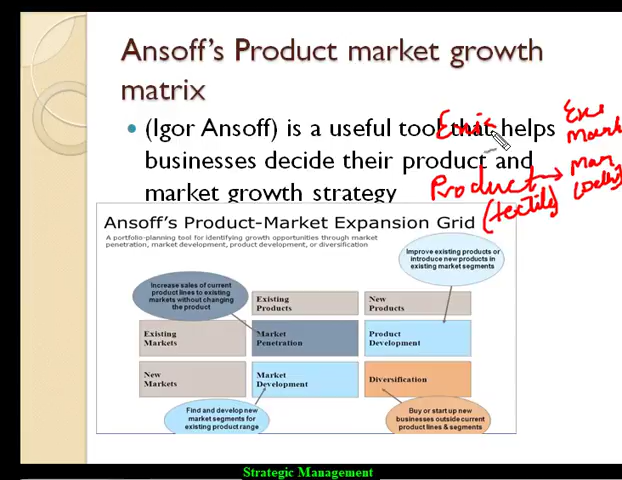 Ansoff's Product market growth
matrix
(Igor Ansoff) is a useful tool that helps
businesses decide their product and
market growth strategy
Product → Mar
(textile) (Delhi)
Ansoff's Product-Market Expansion Grid
A portfolio-planning tool for identifying growth opportunities through market
penetration, market development, product development, or diversification
Improve existing products or
introduce new products in
existing market segments
Increase sales of current
product lines to existing
markets without changing
the product
Existing
Products
New
Products
Existing
Markets
Market
Penetration
Product
Development
New
Markets
Market
Development
Diversification
Find and develop new
market segments for
existing product range
Buy or start up new
businesses outside current
product lines & segments
Strategic Management